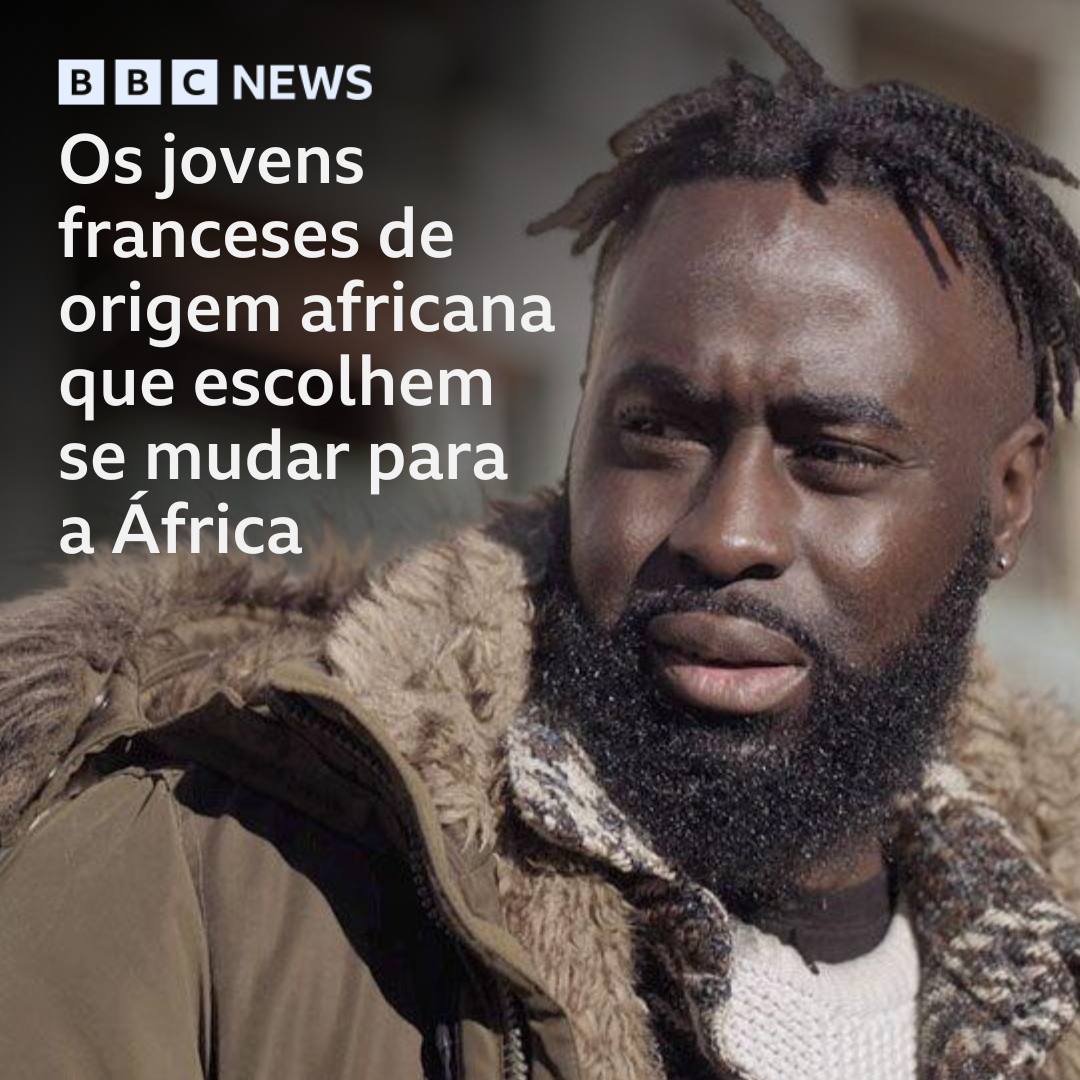 BBC NEWS
Os jovens
franceses de
origem africana
que escolhem
se mudar para
a África